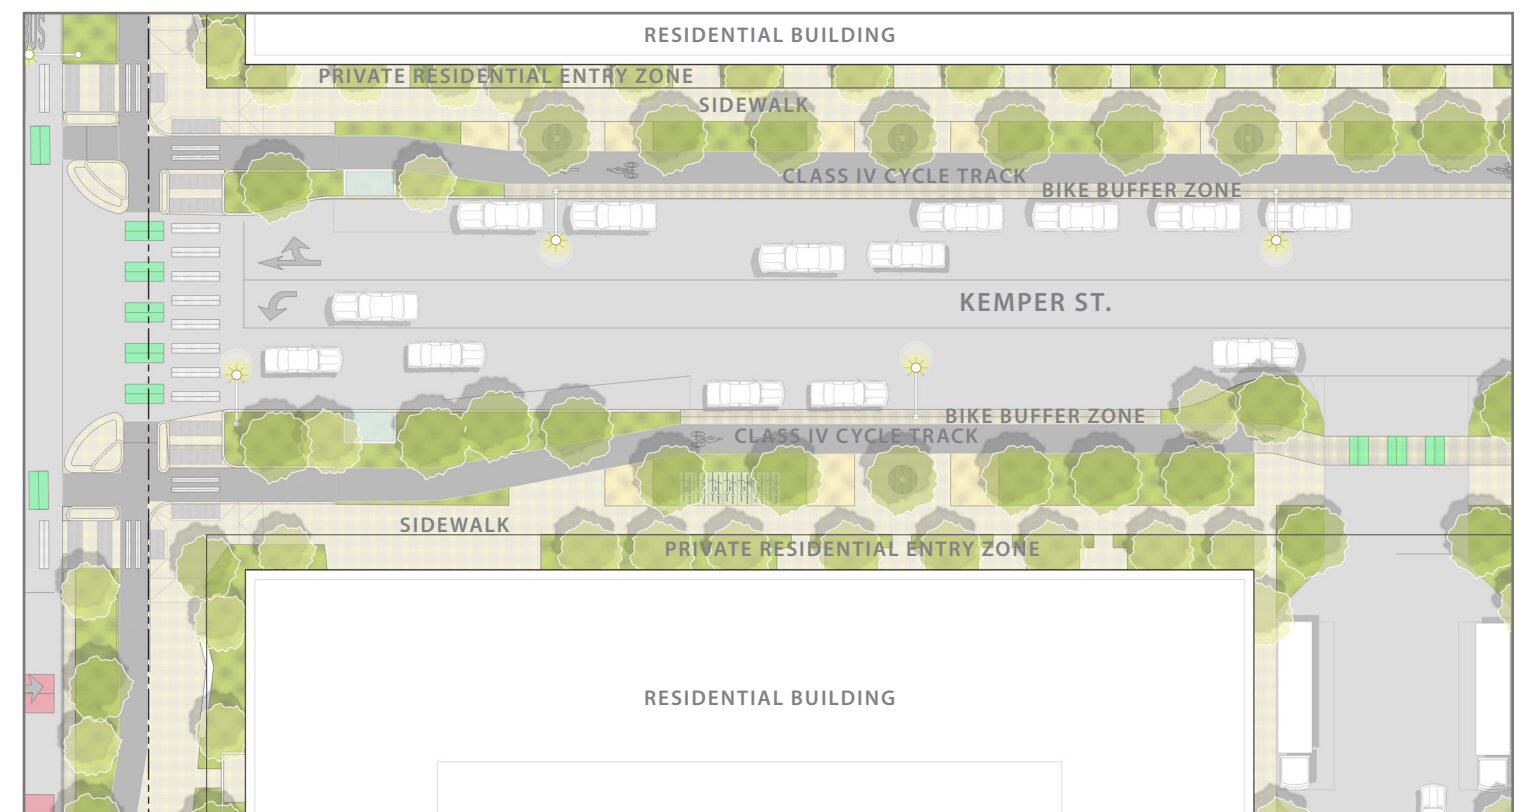 BUS
RESIDENTIAL BUILDING
PRIVATE RESIDENTIAL ENTRY ZONE
SIDEWALK
CLASS IV CYCLE TRACK
BIKE BUFFER ZONE
KEMPER ST.
BIKE BUFFER ZONE
CLASS IV CYCLE TRACK
SIDEWALK
PRIVATE RESIDENTIAL ENTRY ZONE
RESIDENTIAL BUILDING